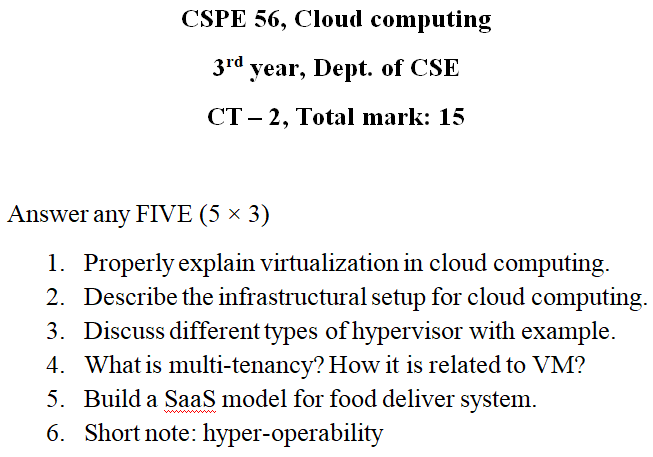 CSPE 56, Cloud computing
3rd year, Dept. of CSE
CT – 2, Total mark: 15
Answer any FIVE (5 × 3)
1. Properly explain virtualization in cloud computing.
2. Describe the infrastructural setup for cloud computing.
3. Discuss different types of hypervisor with example.
4. What is multi-tenancy? How it is related to VM?
5. Build a SaaS model for food deliver system.
6. Short note: hyper-operability